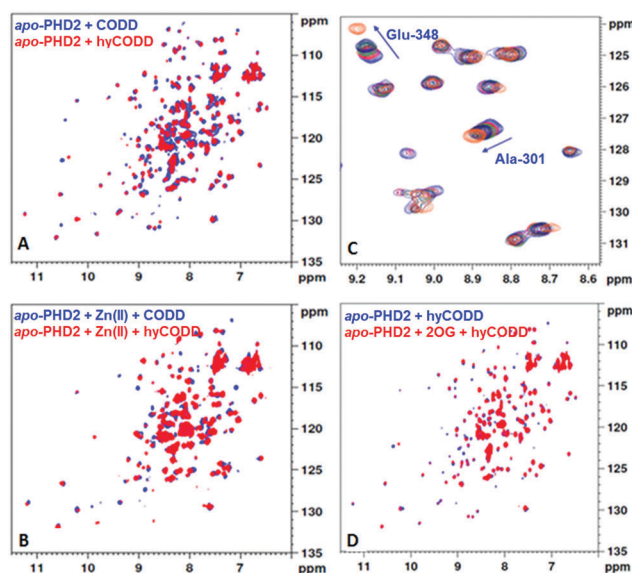 apo-PHD2 + CODD
apo-PHD2 + hyCODD
110
115
120
125
130
135
A
11 10 9 8 7 ppm
ppm
Glu-348
Ala-301
C
124
125
126
127
128
129
130
131
9.2 9.1 9.0 8.9 8.8 8.7 8.6 ppm
ppm
apo-PHD2 + Zn(II) + CODD
apo-PHD2 + Zn(II) + hyCODD
110
115
120
125
130
135
B
11 10 9 8 7 ppm
ppm
apo-PHD2 + hyCODD
apo-PHD2 + 2OG + hyCODD
105
110
115
120
125
130
135
D
11 10 9 8 7 ppm
ppm